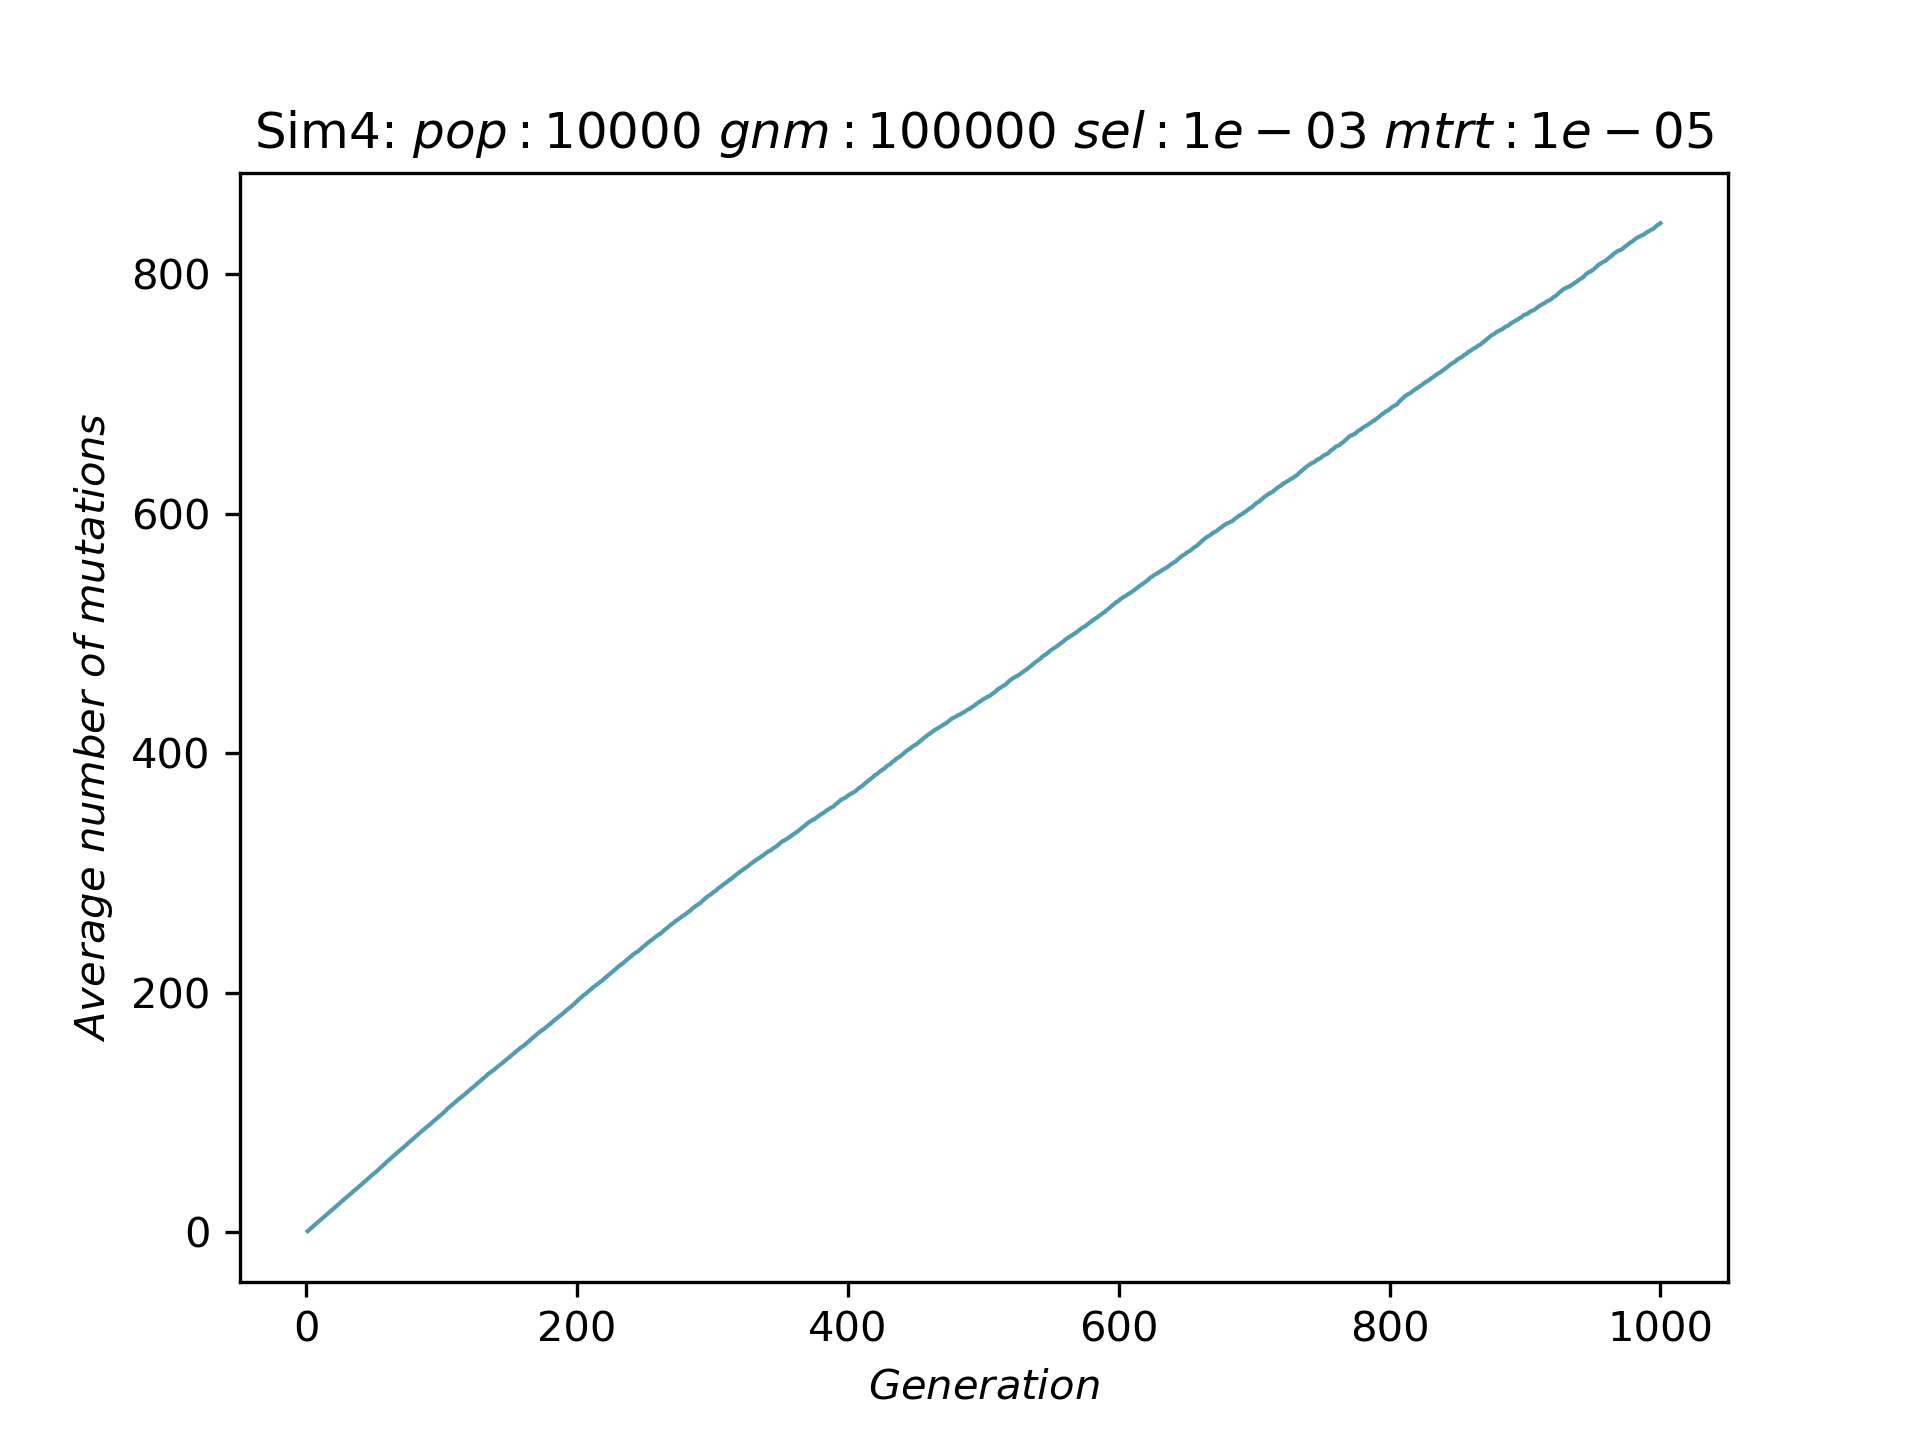 Sim4: pop : 10000 gnm : 100000 sel : 1e − 03 mtrt : 1e − 05
Average number of mutations
800
600
400
200
0
0 200 400 600 800 1000
Generation